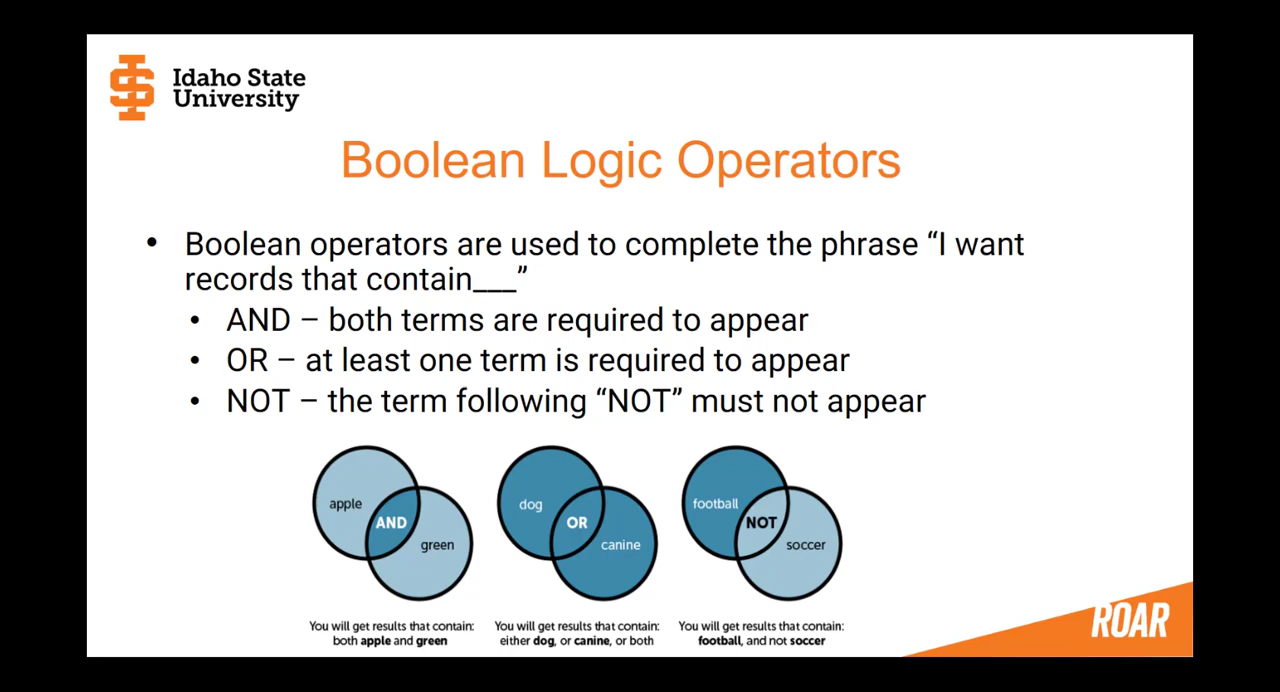 Idaho State
University
Boolean Logic Operators
• Boolean operators are used to complete the phrase “I want
records that contain___”
• AND – both terms are required to appear
• OR – at least one term is required to appear
• NOT – the term following “NOT” must not appear
apple
AND
green
dog
OR
canine
football
NOT
soccer
You will get results that contain:
both apple and green
You will get results that contain:
either dog, or canine, or both
You will get results that contain:
football, and not soccer
ROAR